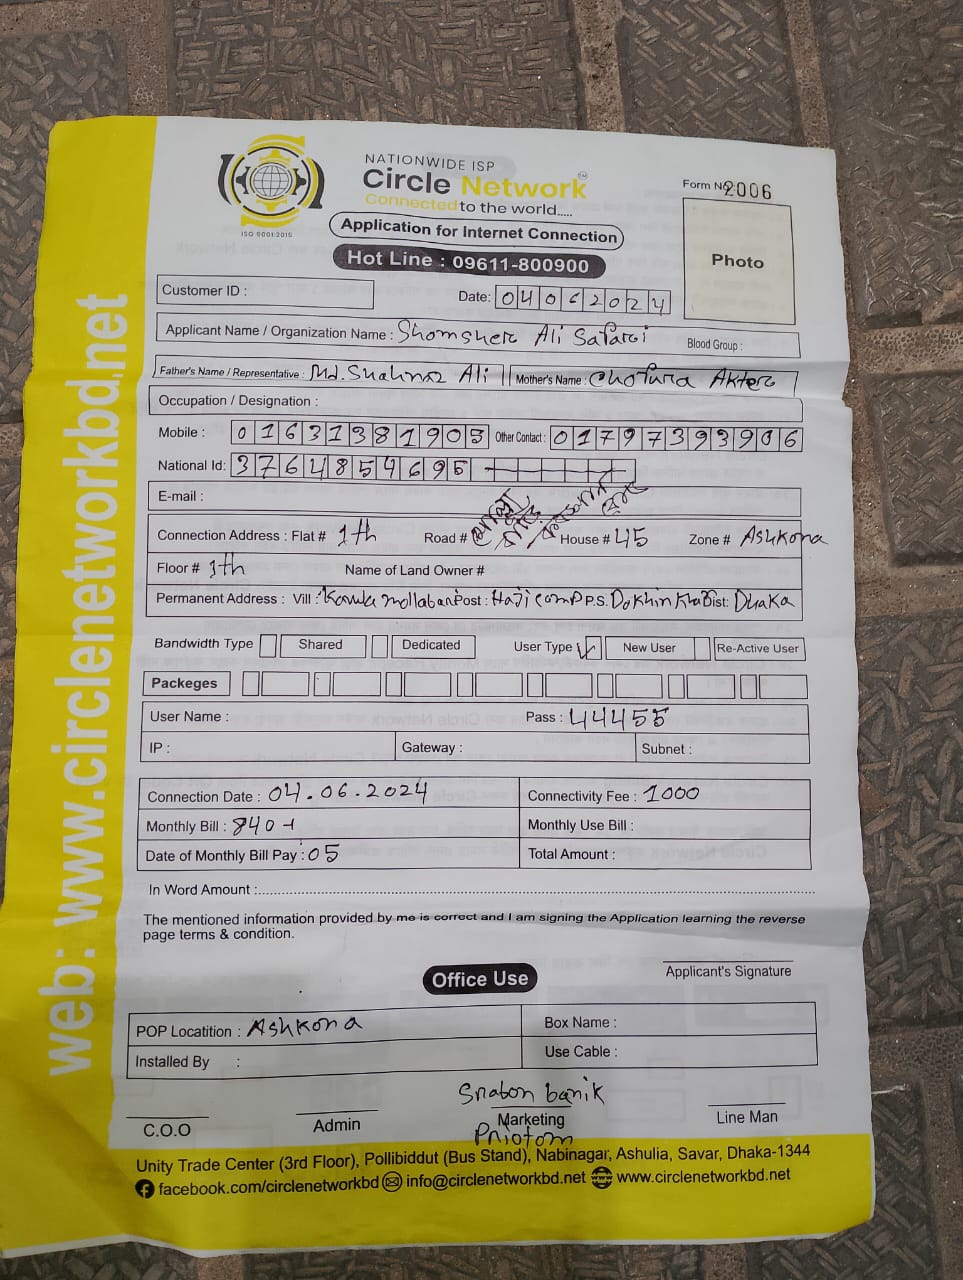 NATIONWIDE ISP
Circle Network
Connected to the world.....
ISO 9001:2015
Form No 2006
Application for Internet Connection
Hot Line : 09611-800900
Photo
Customer ID :
Date: 04062024
Applicant Name / Organization Name : Shomsher Ali Safari Blood Group :
Father's Name / Representative : Md. Ali Mother's Name : Akter
Occupation / Designation :
Mobile : 01631381903 Other Contact : 01797393906
National Id: 3764854695
E-mail :
Connection Address : Flat # 1th Road # House # 45 Zone # Ashkona
Floor # 1th Name of Land Owner #
Permanent Address : Vill : Post : Haji comp P.S. Dokhin Khan Dist: Dhaka
Bandwidth Type Shared Dedicated User Type New User Re-Active User
Packeges
User Name : Pass : 44455
IP : Gateway : Subnet :
Connection Date : 04.06.2024 Connectivity Fee : 1000
Monthly Bill : 840 Monthly Use Bill :
Date of Monthly Bill Pay : 05 Total Amount :
In Word Amount :
The mentioned information provided by me is correct and I am signing the Application learning the reverse
page terms & condition.
Applicant's Signature
Office Use
POP Locatition : Ashkona Box Name :
Installed By : Use Cable :
banik
C.O.O Admin Marketing Line Man
Unity Trade Center (3rd Floor), Pollibiddut (Bus Stand), Nabinagar, Ashulia, Savar, Dhaka-1344
facebook.com/circlenetworkbd info@circlenetworkbd.net www.circlenetworkbd.net
web: www.circlenetworkbd.net